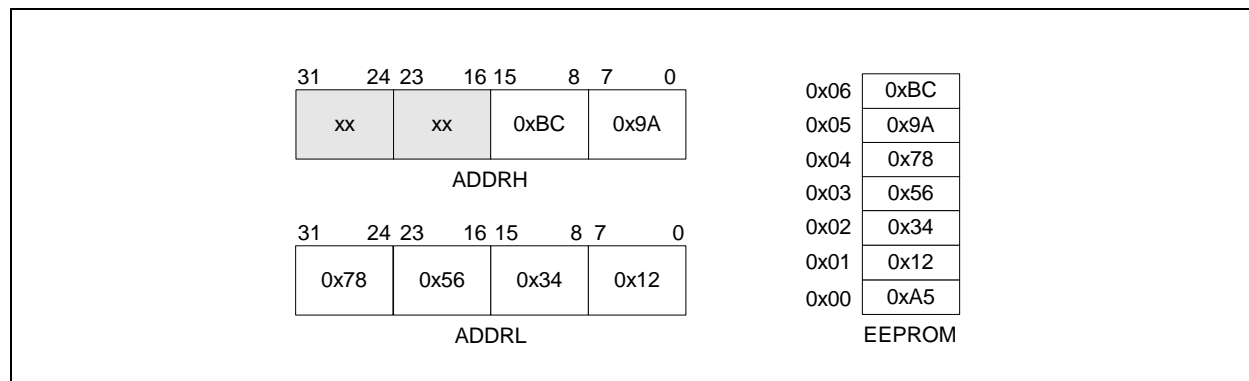 31 24 23 16 15 8 7 0
xx xx 0xBC 0x9A
ADDRH
31 24 23 16 15 8 7 0
0x78 0x56 0x34 0x12
ADDRL
0x06 0xBC
0x05 0x9A
0x04 0x78
0x03 0x56
0x02 0x34
0x01 0x12
0x00 0xA5
EEPROM